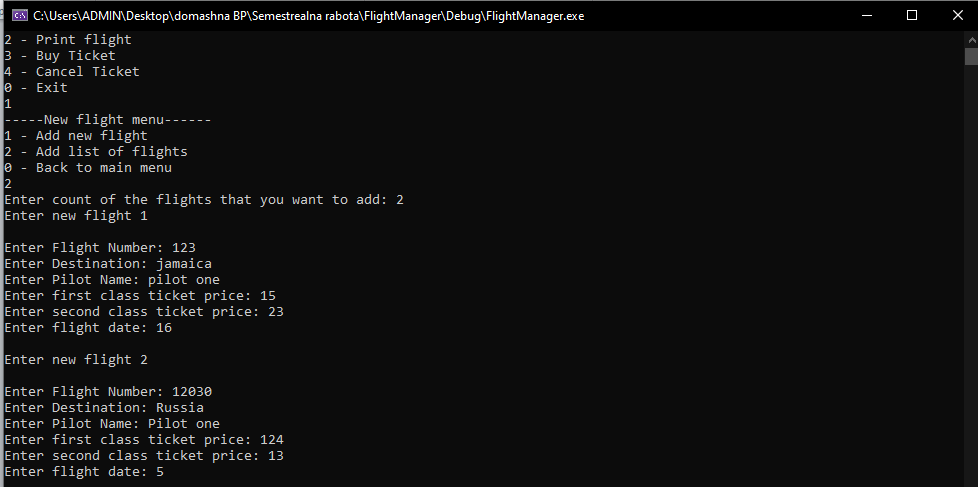 C:\Users\ADMIN\Desktop\domashna BP\Semestrealna rabota\FlightManager\Debug\FlightManager.exe
2 - Print flight
3 - Buy Ticket
4 - Cancel Ticket
0 - Exit
1
-----New flight menu------
1 - Add new flight
2 - Add list of flights
0 - Back to main menu
2
Enter count of the flights that you want to add: 2
Enter new flight 1
Enter Flight Number: 123
Enter Destination: jamaica
Enter Pilot Name: pilot one
Enter first class ticket price: 15
Enter second class ticket price: 23
Enter flight date: 16
Enter new flight 2
Enter Flight Number: 12030
Enter Destination: Russia
Enter Pilot Name: Pilot one
Enter first class ticket price: 124
Enter second class ticket price: 13
Enter flight date: 5